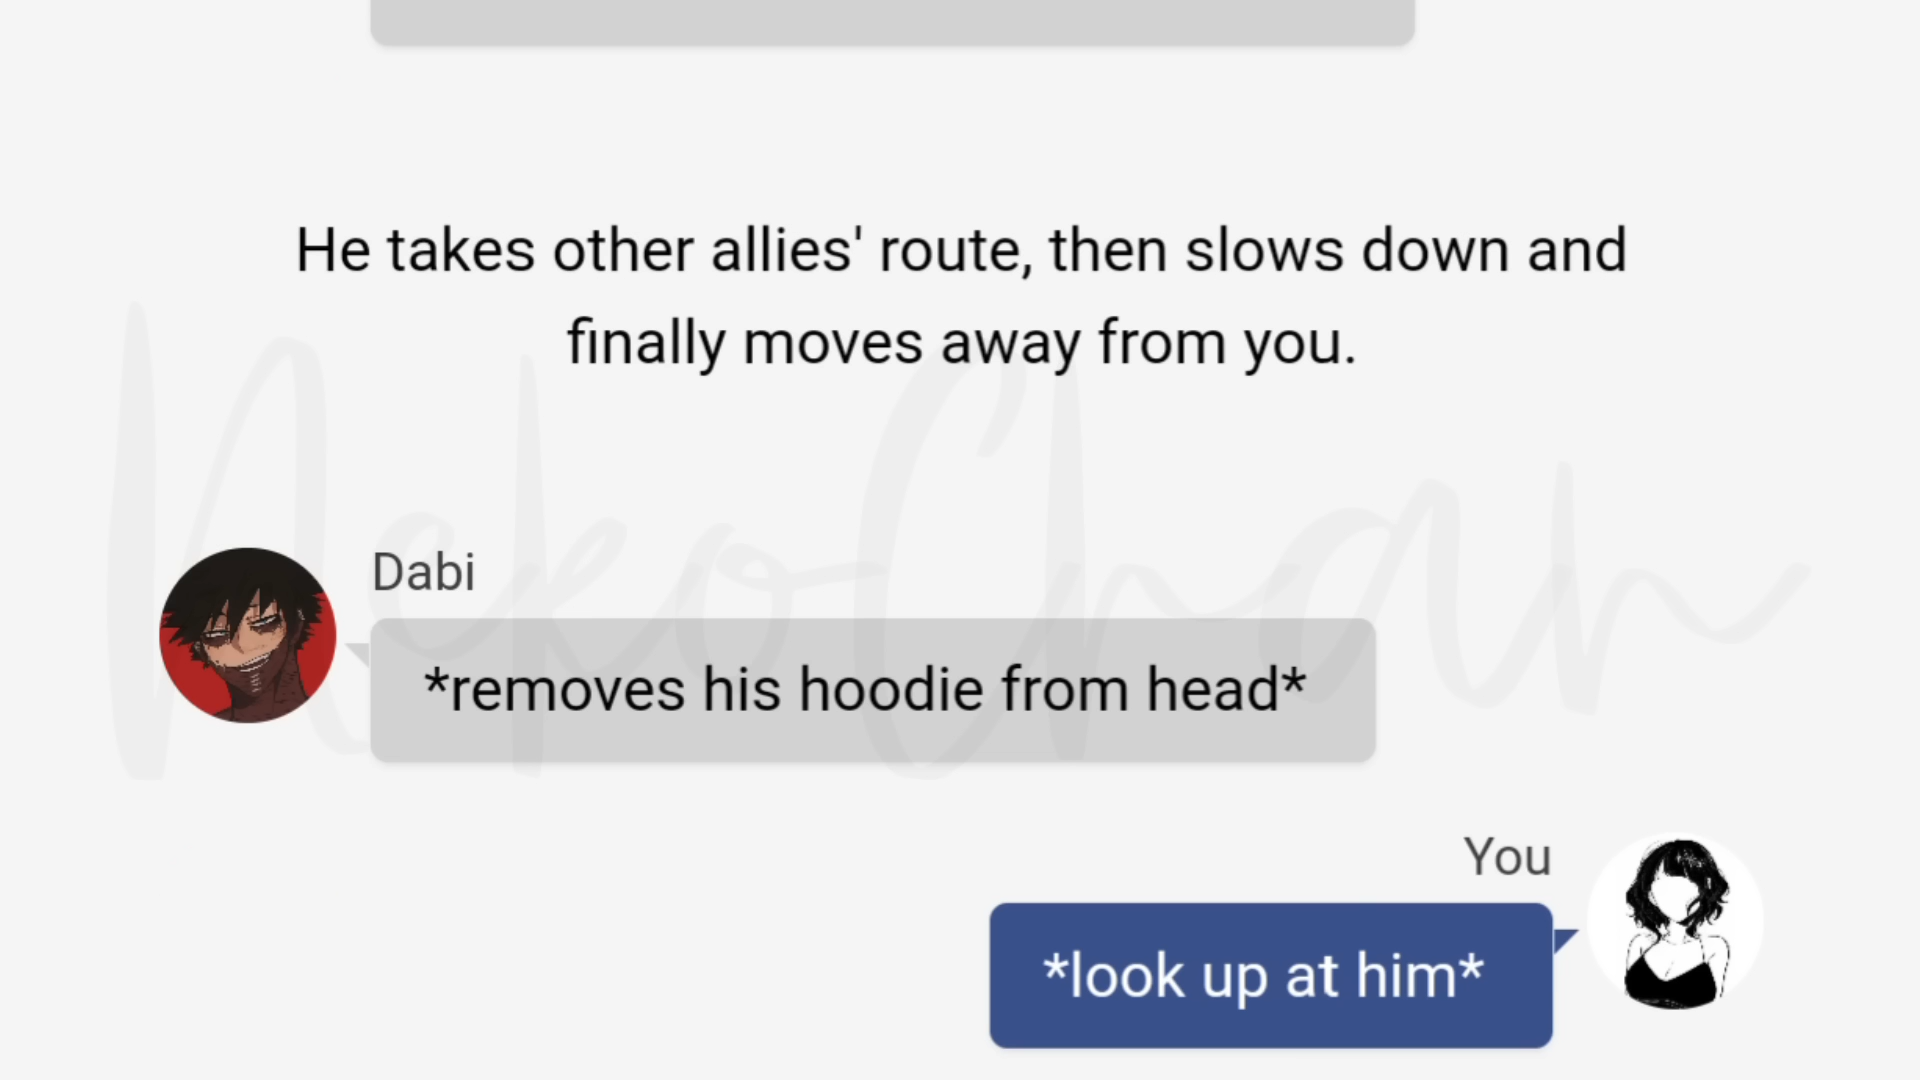 He takes other allies' route, then slows down and
finally moves away from you.
NekoChan
Dabi
*removes his hoodie from head*
You
*look up at him*